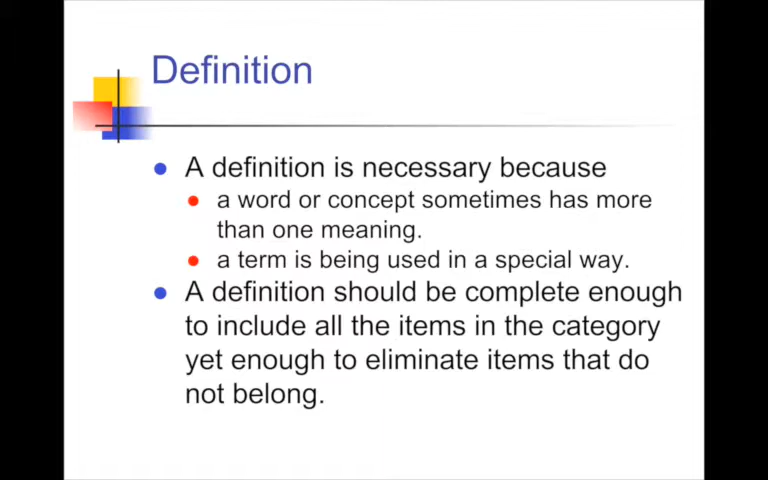 Definition
A definition is necessary because
a word or concept sometimes has more
than one meaning.
a term is being used in a special way.
A definition should be complete enough
to include all the items in the category
yet enough to eliminate items that do
not belong.